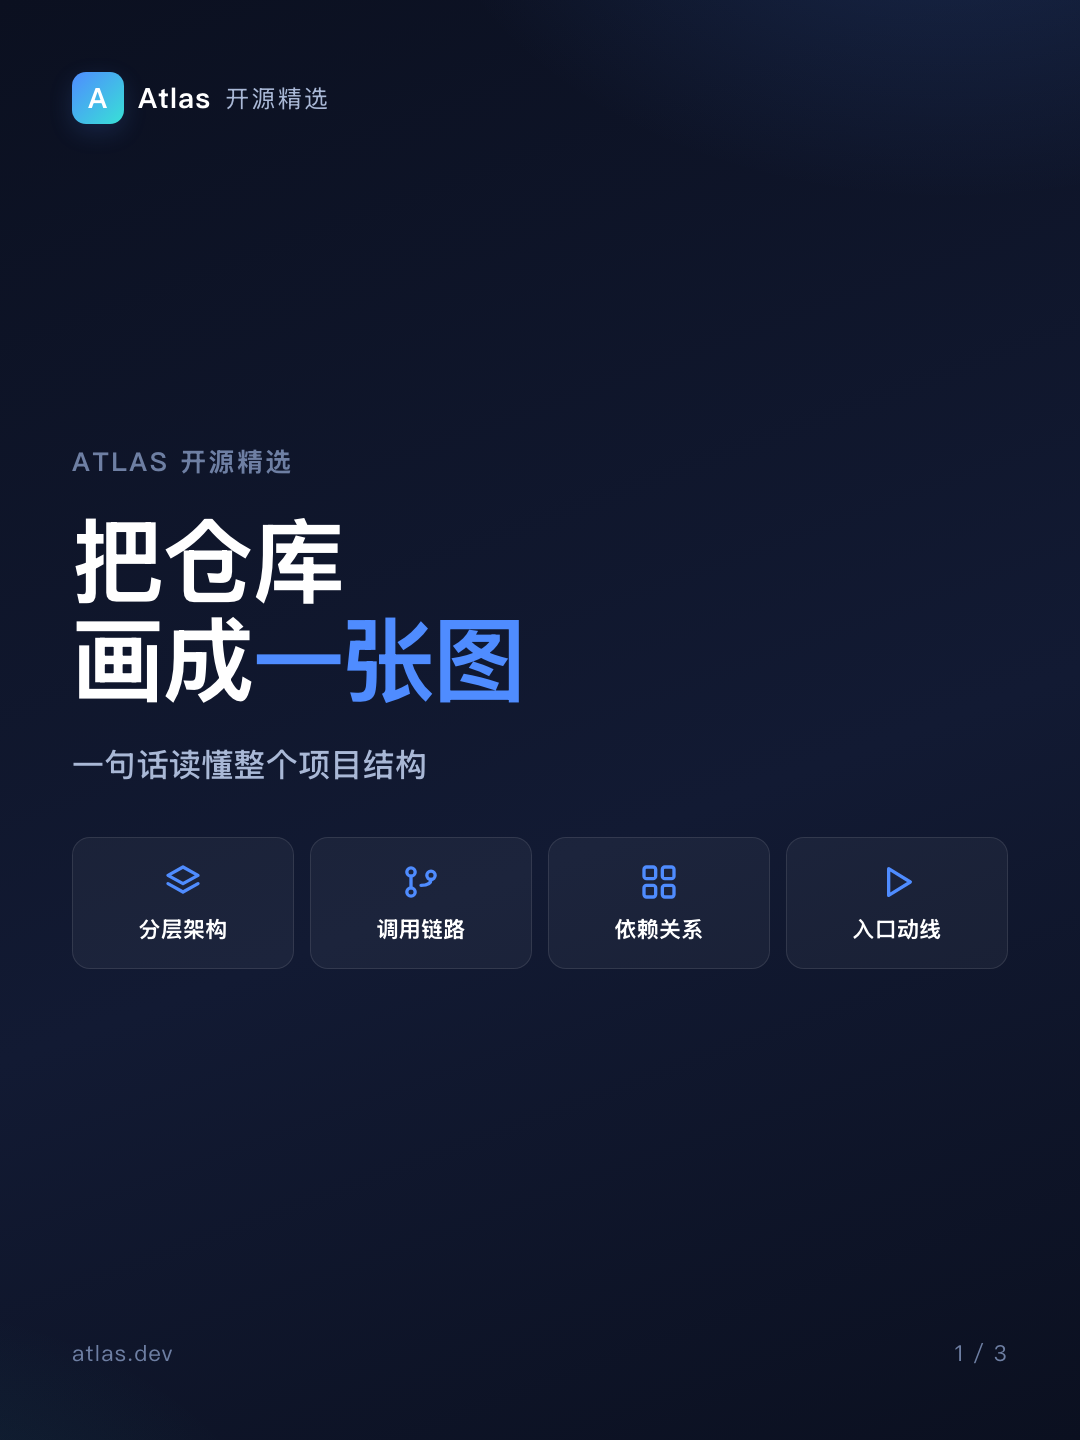 A Atlas 开源精选
ATLAS 开源精选
把仓库
画成一张图
一句话读懂整个项目结构
分层架构 调用链路 依赖关系 入口动线
atlas.dev 1 / 3